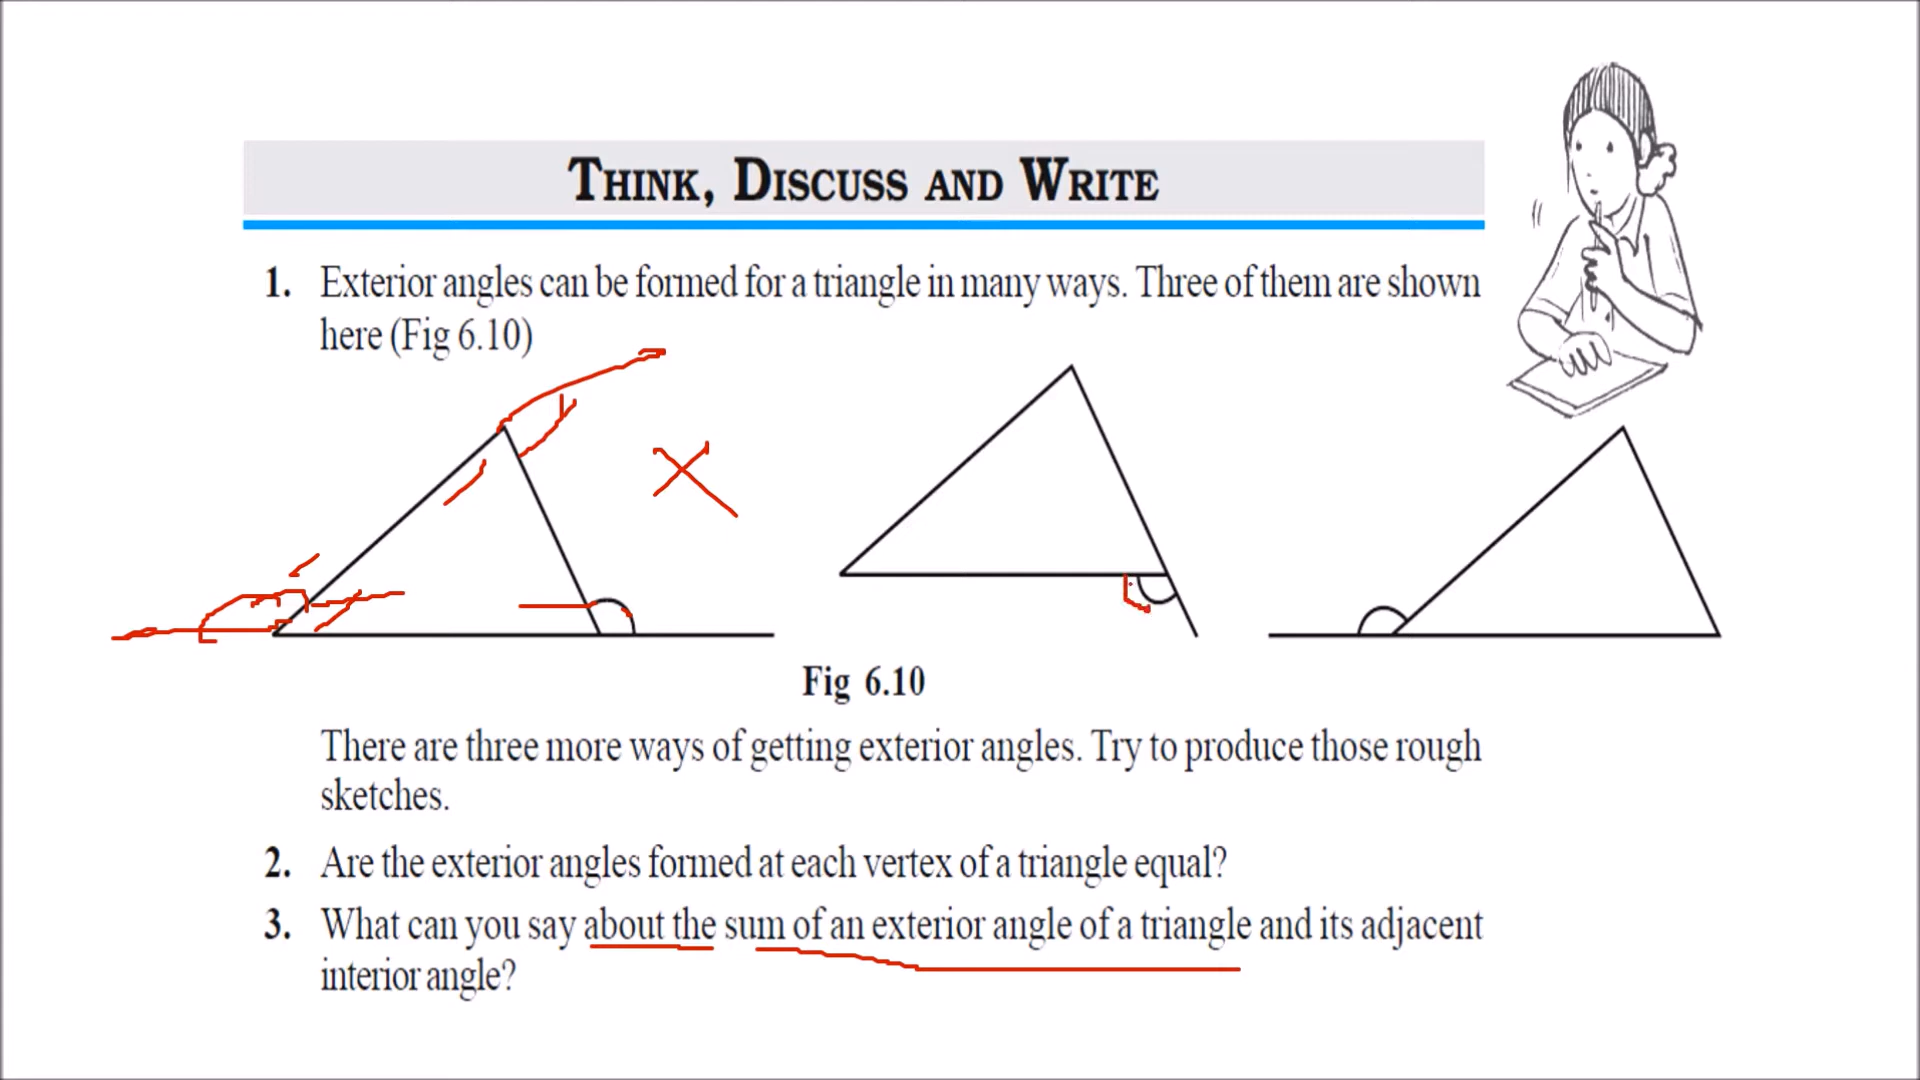 THINK, DISCUSS AND WRITE
1. Exterior angles can be formed for a triangle in many ways. Three of them are shown
here (Fig 6.10)
Fig 6.10
There are three more ways of getting exterior angles. Try to produce those rough
sketches.
2. Are the exterior angles formed at each vertex of a triangle equal?
3. What can you say about the sum of an exterior angle of a triangle and its adjacent
interior angle?